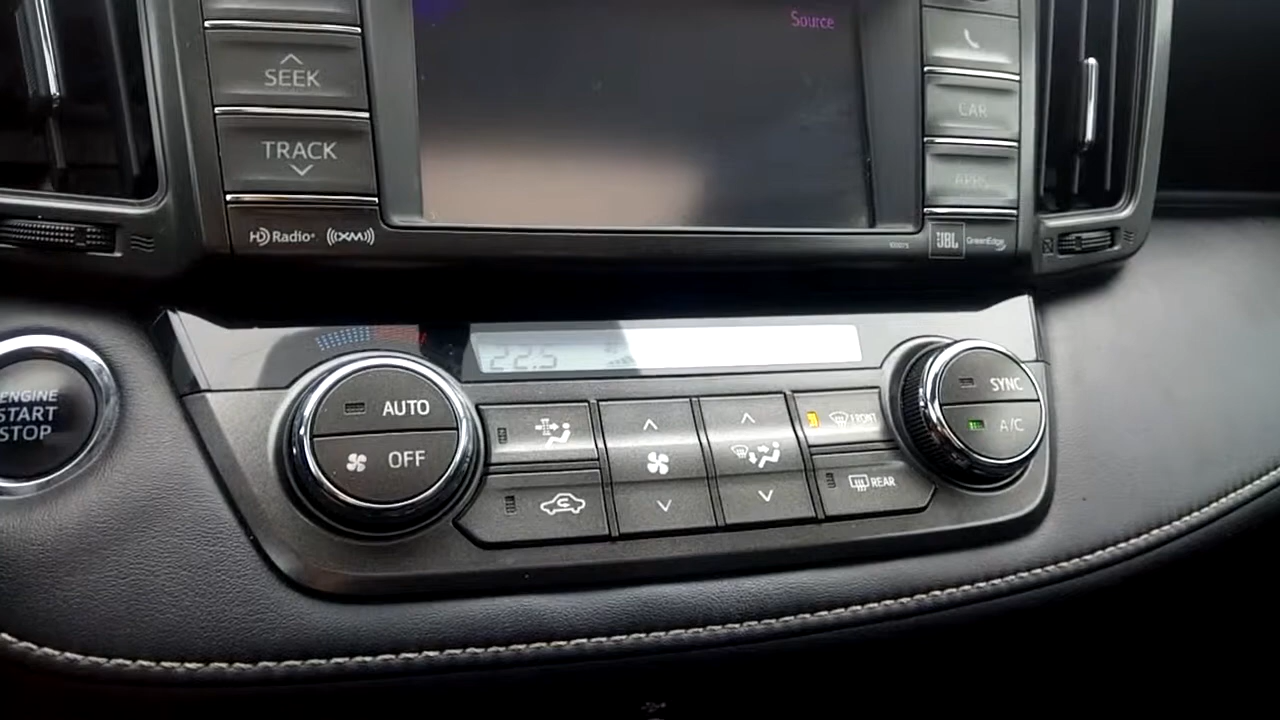 Source
SEEK
TRACK
CAR
APPS
HD Radio
((XM))
JBL
GreenEdge
22.5
ENGINE
START
STOP
AUTO
OFF
FRONT
REAR
SYNC
A/C